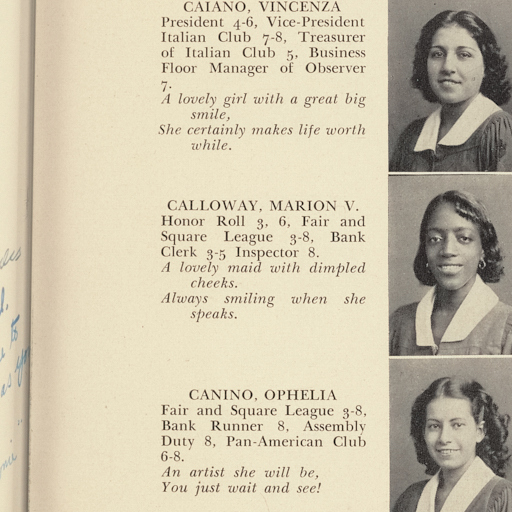 CAIANO, VINCENZA
President 4-6, Vice-President
Italian Club 7-8, Treasurer
of Italian Club 5, Business
Floor Manager of Observer
7.
A lovely girl with a great big
smile,
She certainly makes life worth
while.
CALLOWAY, MARION V.
Honor Roll 3, 6, Fair and
Square League 3-8, Bank
Clerk 3-5 Inspector 8.
A lovely maid with dimpled
cheeks.
Always smiling when she
speaks.
CANINO, OPHELIA
Fair and Square League 3-8,
Bank Runner 8, Assembly
Duty 8, Pan-American Club
6-8.
An artist she will be,
You just wait and see!